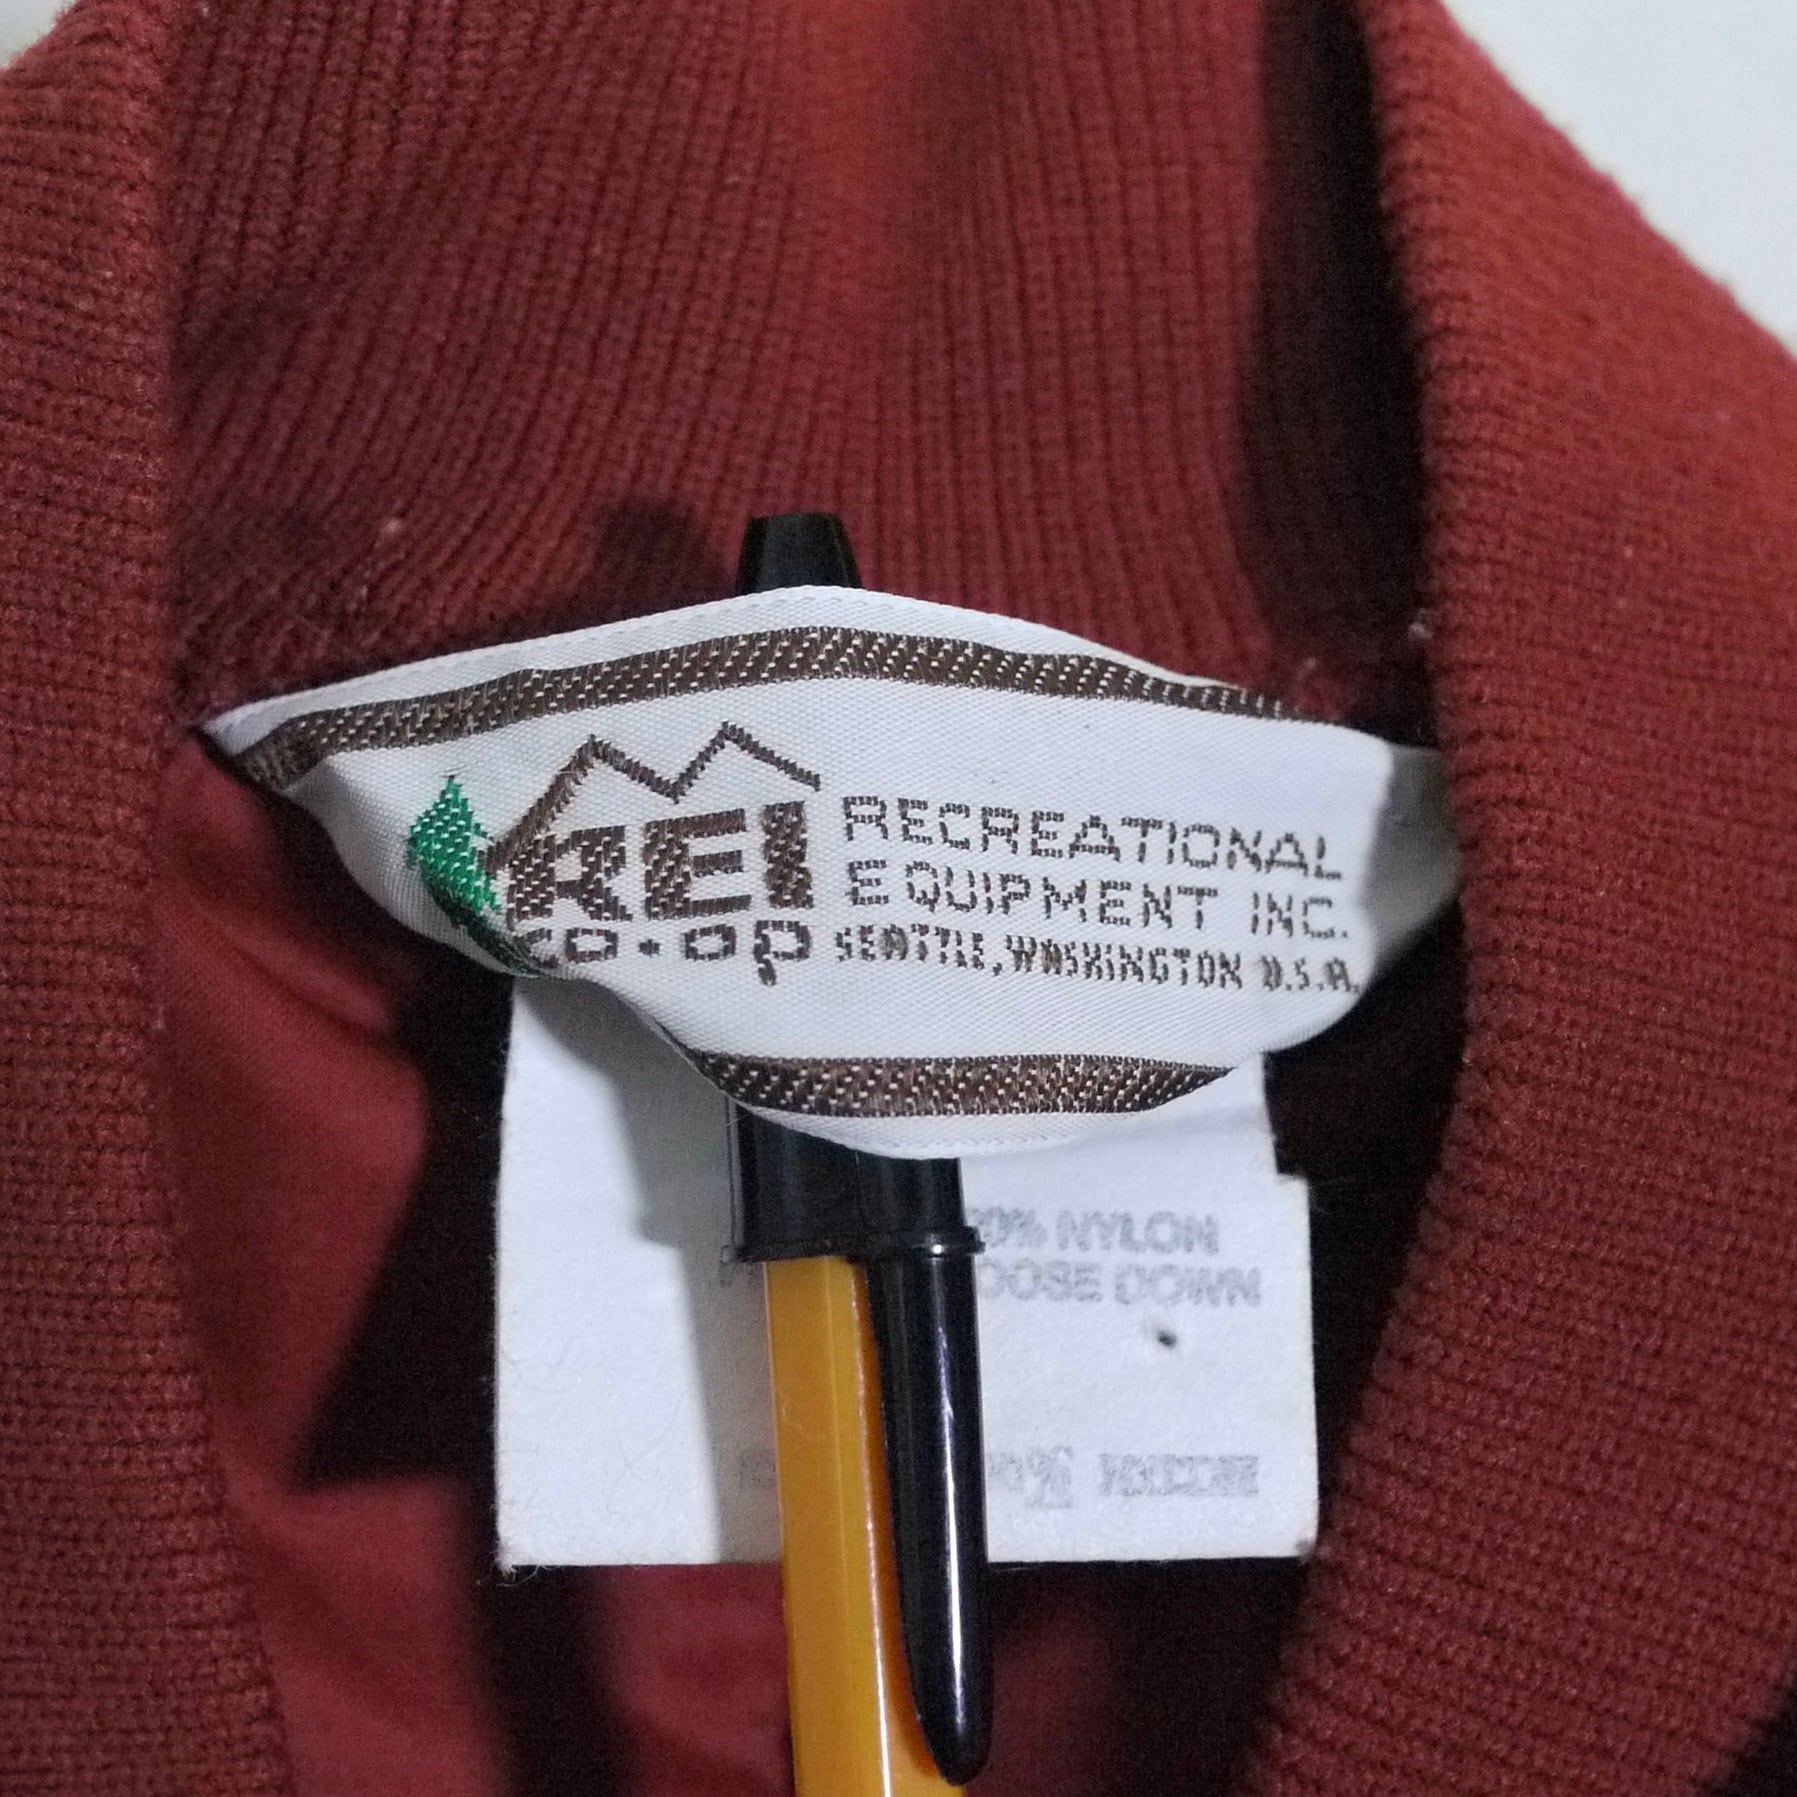 REI
co-op
RECREATIONAL
EQUIPMENT INC.
SEATTLE, WASHINGTON U.S.A.
NYLON
DOWN